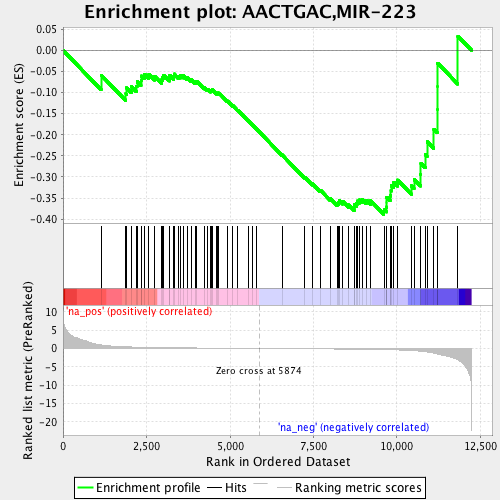 Enrichment plot: AACTGAC,MIR-223
Enrichment score (ES)
0.05
0.00
-0.05
-0.10
-0.15
-0.20
-0.25
-0.30
-0.35
-0.40
'na_pos' (positively correlated)
Ranked list metric (PreRanked)
10
5
0
-5
-10
-15
-20
Zero cross at 5874
'na_neg' (negatively correlated)
0
2,500
5,000
7,500
10,000
12,500
Rank in Ordered Dataset
Enrichment profile
Hits
Ranking metric scores